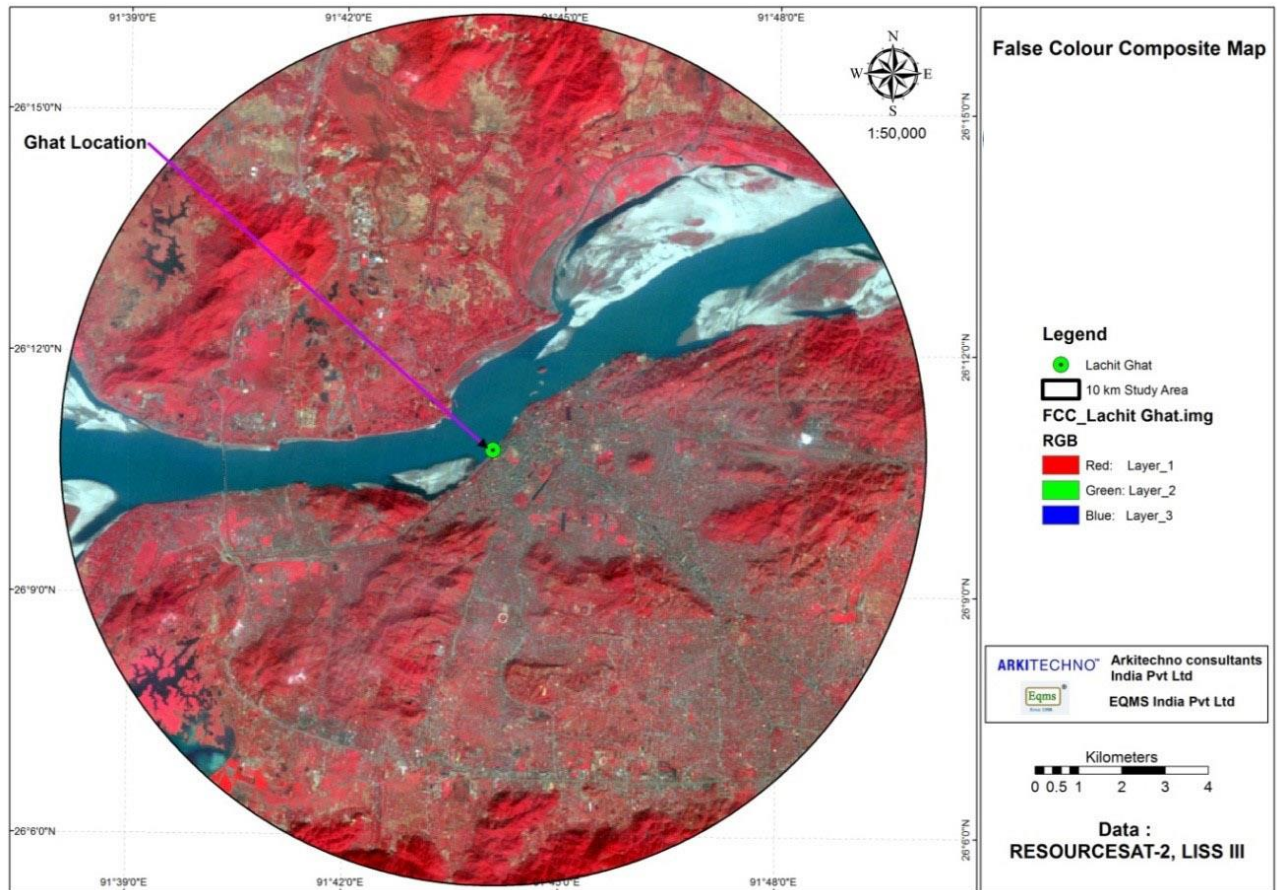 91°39'0"E 91°42'0"E 91°45'0"E 91°48'0"E
False Colour Composite Map
N
W E
S
1:50,000
26°15'0"N 26°15'0"N
Ghat Location
26°12'0"N 26°12'0"N
26°9'0"N 26°9'0"N
26°6'0"N 26°6'0"N
91°39'0"E 91°42'0"E 91°45'0"E 91°48'0"E
Legend
Lachit Ghat
10 km Study Area
FCC_Lachit Ghat.img
RGB
Red: Layer_1
Green: Layer_2
Blue: Layer_3
ARKITECHNO™ Arkitechno consultants
India Pvt Ltd
Eqms ® EQMS India Pvt Ltd
Kilometers
0 0.5 1 2 3 4
Data :
RESOURCESAT-2, LISS III